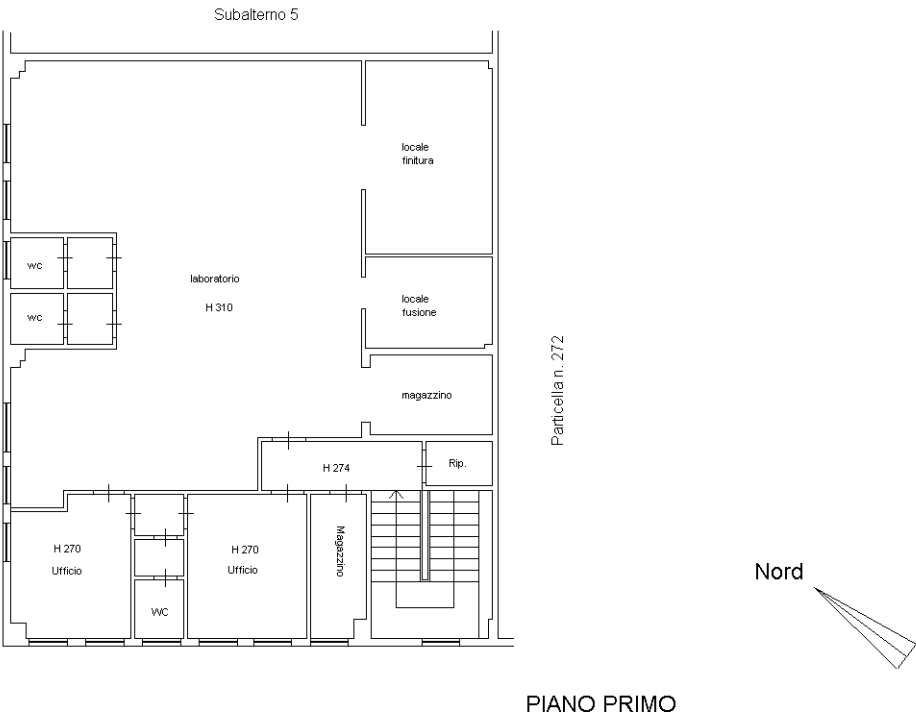 Subalterno 5
locale
finitura
wc
laboratorio
H 310
locale
fusione
wc
Particella n. 272
magazzino
H 274
Rip.
H 270
Ufficio
H 270
Ufficio
Magazzino
WC
Nord
PIANO PRIMO